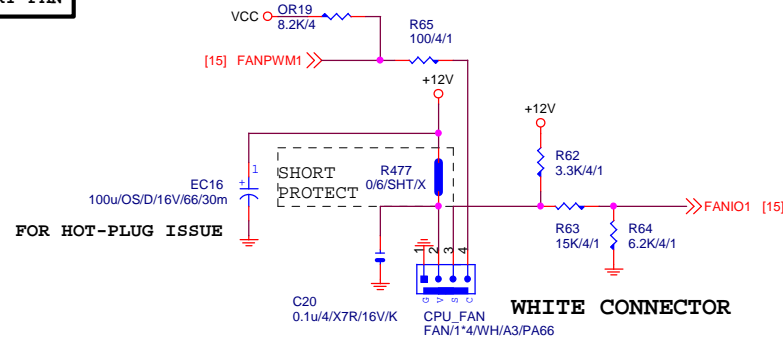 FAN
VCC
OR19
8.2K/4
R65
100/4/1
[15] FANPWM1
+12V
+12V
1
EC16
100u/OS/D/16V/66/30m
SHORT
PROTECT
R477
0/6/SHT/X
R62
3.3K/4/1
FANIO1 [15]
R63
15K/4/1
R64
6.2K/4/1
FOR HOT-PLUG ISSUE
1 2 3 4
G V S C
C20
0.1u/4/X7R/16V/K
CPU_FAN
FAN/1*4/WH/A3/PA66
WHITE CONNECTOR